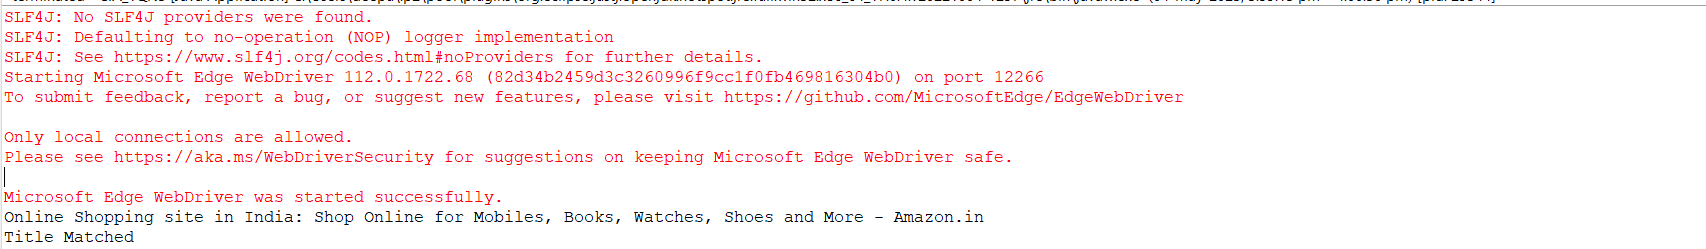 SLF4J: No SLF4J providers were found.
SLF4J: Defaulting to no-operation (NOP) logger implementation
SLF4J: See https://www.slf4j.org/codes.html#noProviders for further details.
Starting Microsoft Edge WebDriver 112.0.1722.68 (82d34b2459d3c3260996f9cc1f0fb469816304b0) on port 12266
To submit feedback, report a bug, or suggest new features, please visit https://github.com/MicrosoftEdge/EdgeWebDriver
Only local connections are allowed.
Please see https://aka.ms/WebDriverSecurity for suggestions on keeping Microsoft Edge WebDriver safe.
Microsoft Edge WebDriver was started successfully.
Online Shopping site in India: Shop Online for Mobiles, Books, Watches, Shoes and More - Amazon.in
Title Matched